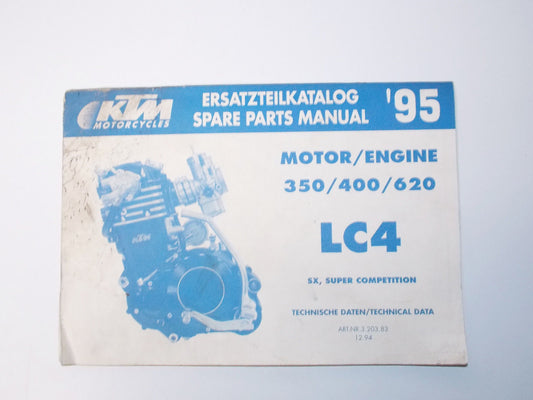 KTM
MOTORCYCLES
ERSATZTEILKATALOG
SPARE PARTS MANUAL
'95
MOTOR/ENGINE
350/400/620
LC4
SX, SUPER COMPETITION
TECHNISCHE DATEN/TECHNICAL DATA
ART.NR.3.203.83
12.94
KTM